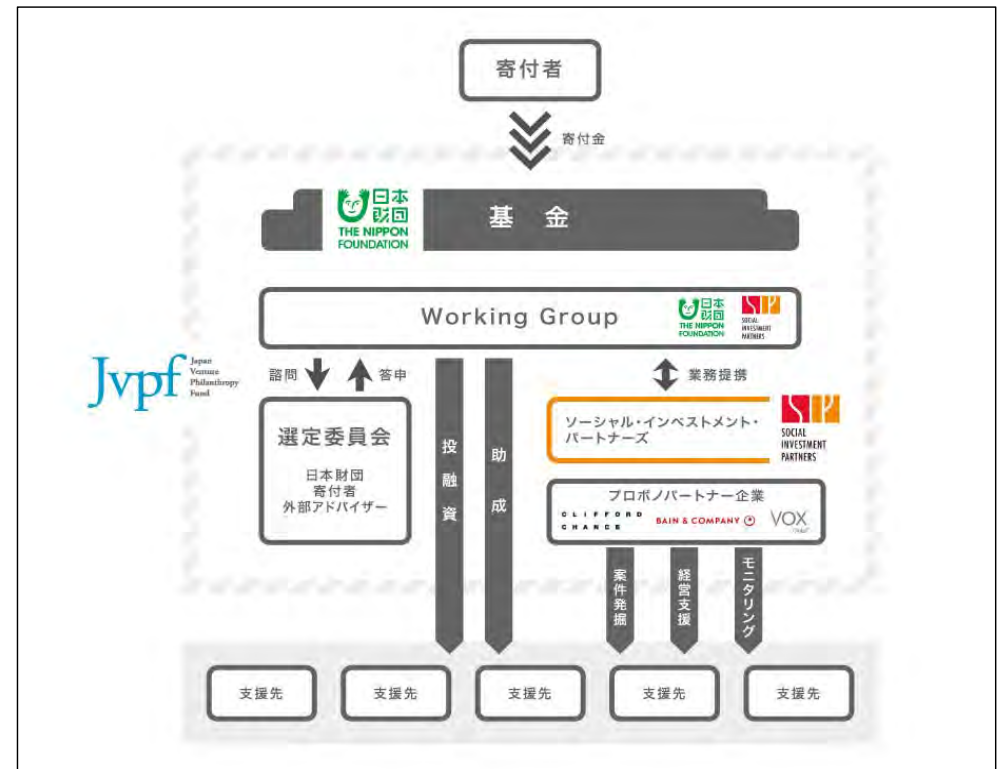 寄付者
寄付金
日本
財団
THE NIPPON
FOUNDATION
基 金
Working Group
日本
財団
THE NIPPON
FOUNDATION
SIP
SOCIAL
INVESTMENT
PARTNERS
Jvpf
Japan
Venture
Philanthropy
Fund
諮問
答申
業務提携
選定委員会
日本財団
寄付者
外部アドバイザー
投融資
助成
ソーシャル・インベストメント・
パートナーズ
SIP
SOCIAL
INVESTMENT
PARTNERS
プロボノパートナー企業
CLIFFORD
CHANCE
BAIN & COMPANY
VOX
案件発掘
経営支援
モニタリング
支援先
支援先
支援先
支援先
支援先